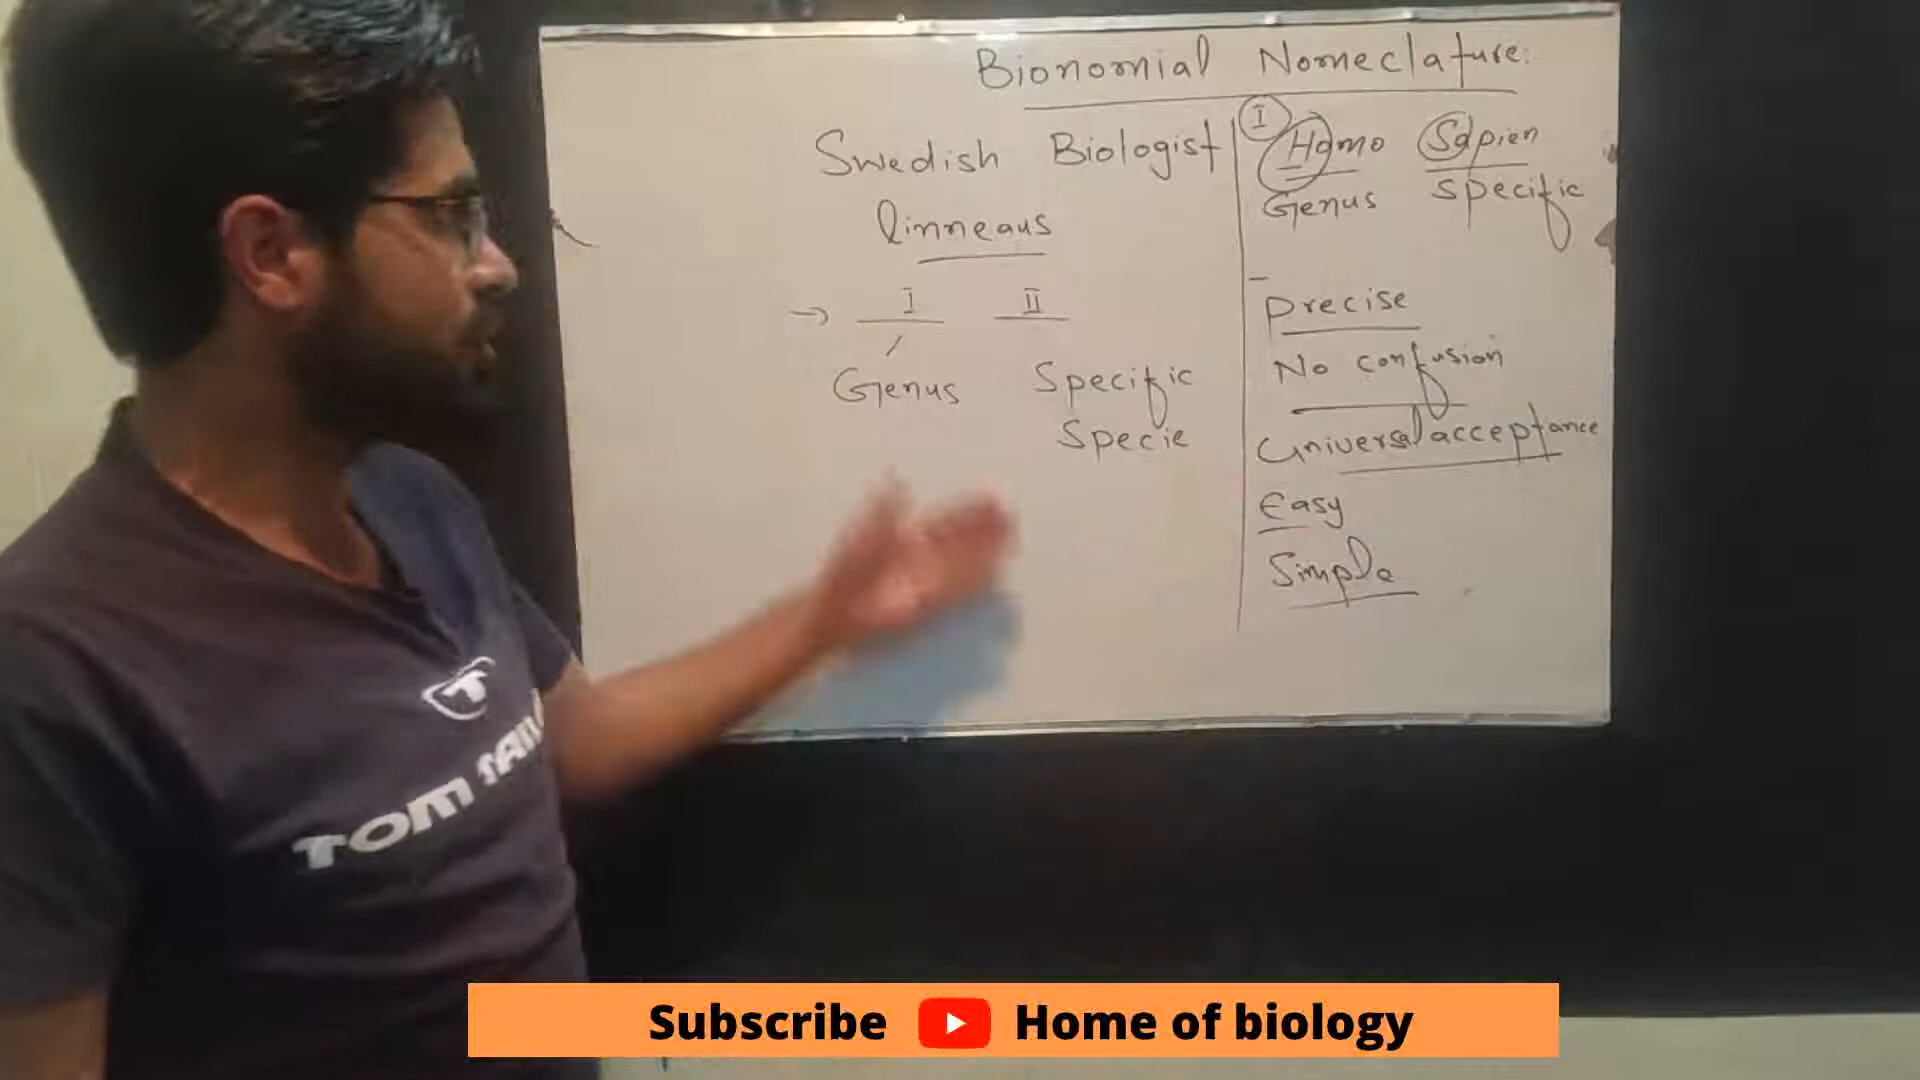 Bionomial Nomeclature:
Swedish Biologist
linneaus
→ I II
Genus Specific
Specie
I
Homo Sapien
Genus specific
Precise
No confusion
Universal acceptance
Easy
Simple
TOM
Subscribe Home of biology